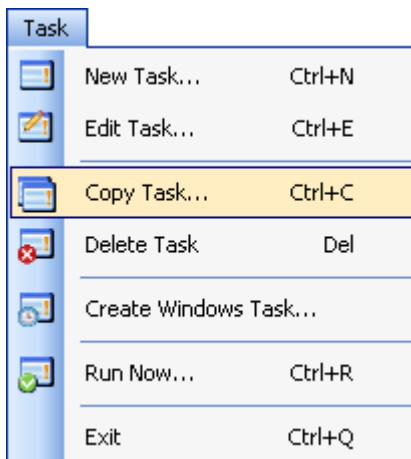 Task
New Task... Ctrl+N
Edit Task... Ctrl+E
Copy Task... Ctrl+C
Delete Task Del
Create Windows Task...
Run Now... Ctrl+R
Exit Ctrl+Q